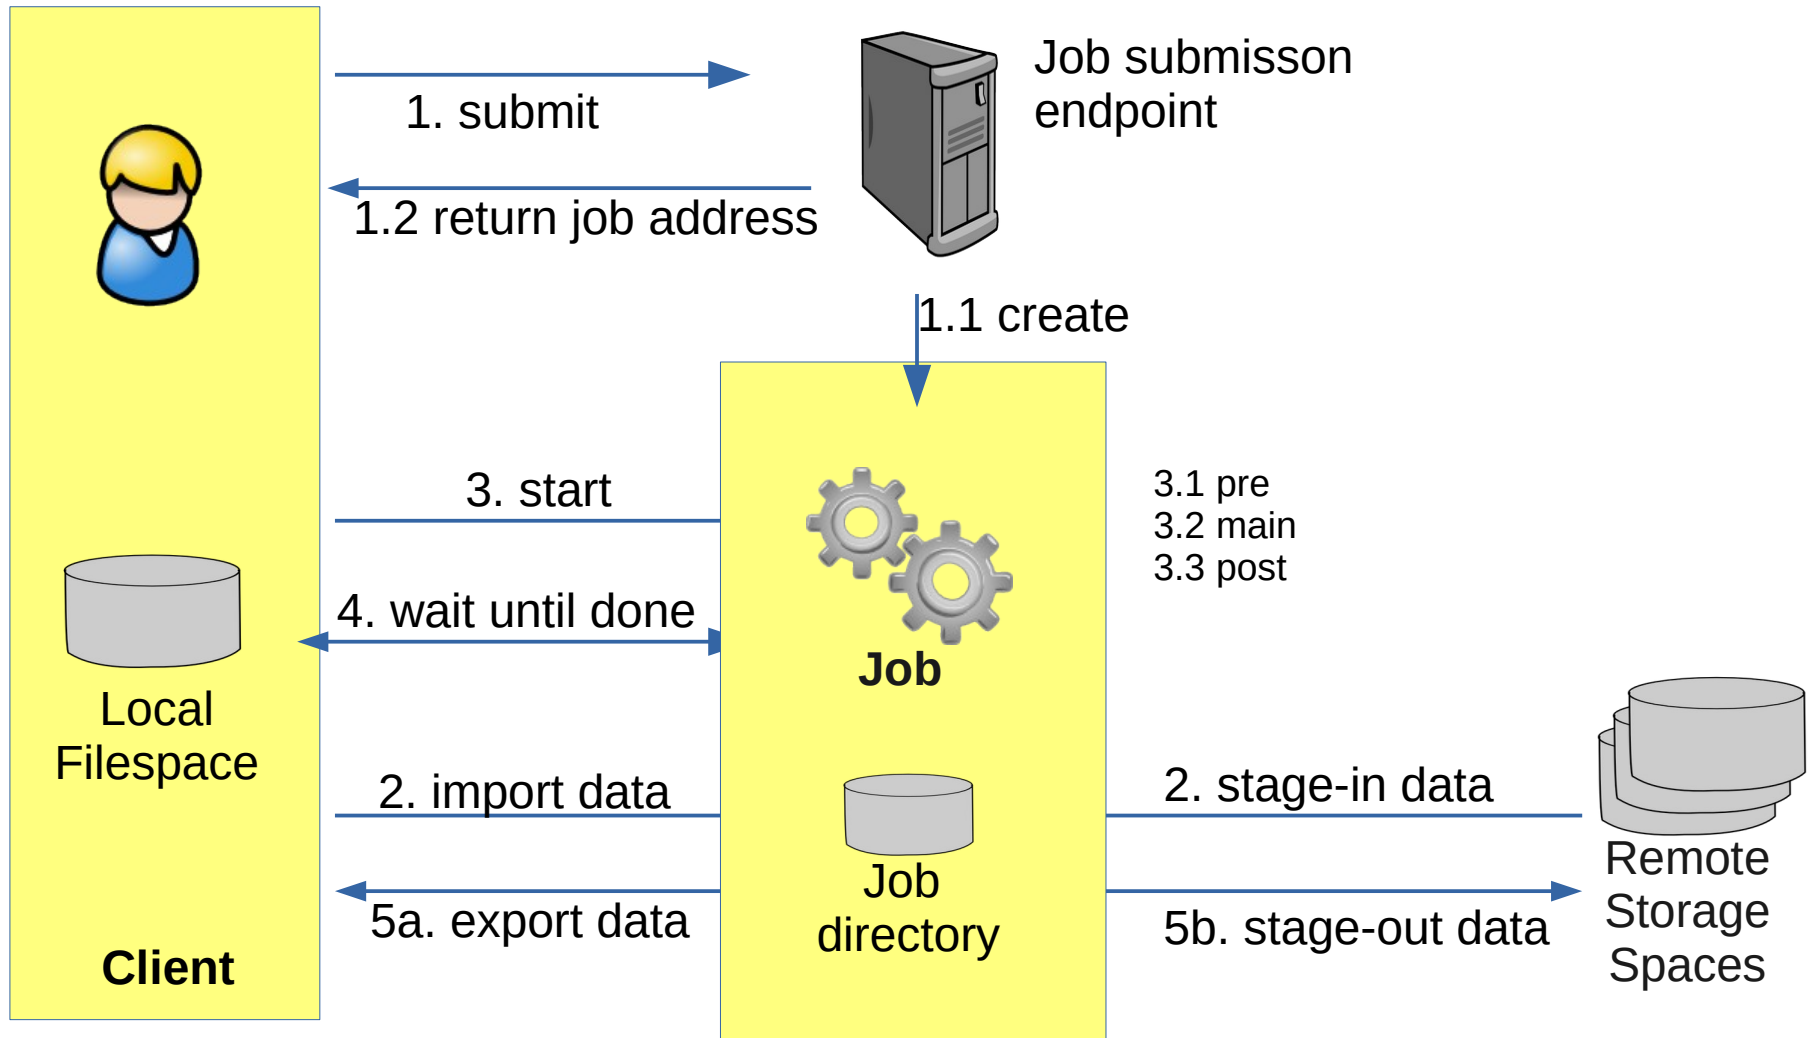 Job submisson
endpoint
1. submit
1.2 return job address
1.1 create
3. start
3.1 pre
3.2 main
3.3 post
4. wait until done
Job
Local
Filespace
2. import data
2. stage-in data
Job
directory
Remote
Storage
Spaces
5a. export data
5b. stage-out data
Client